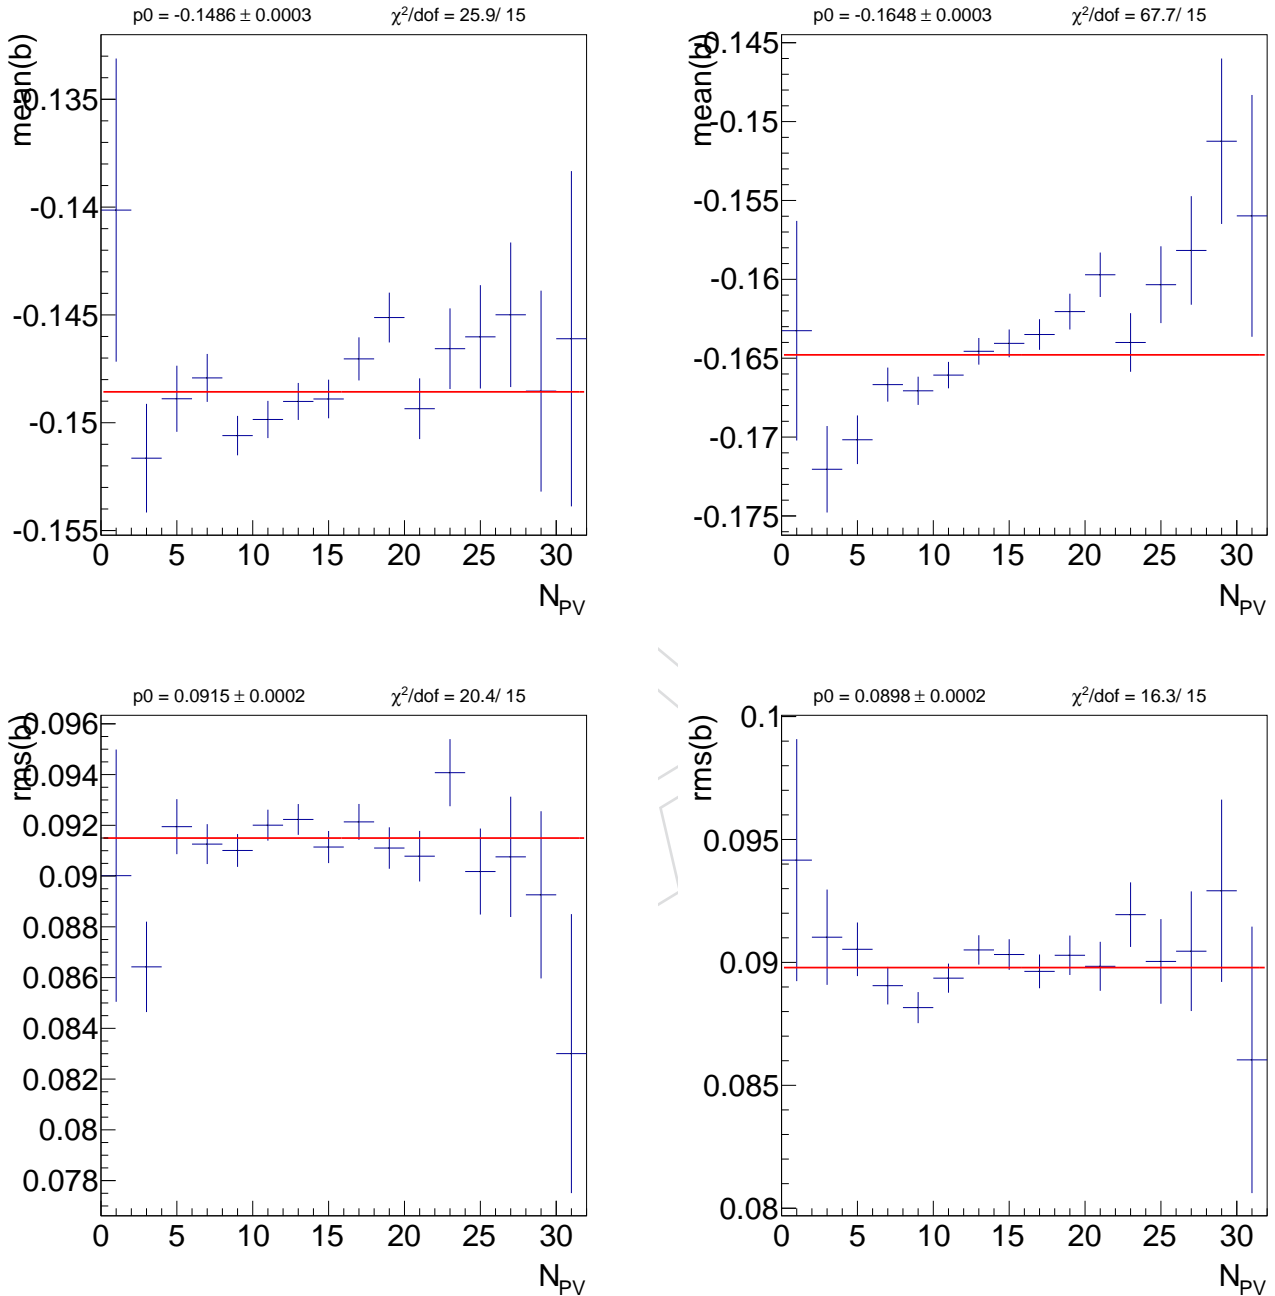 p0 = -0.1486 ± 0.0003 χ²/dof = 25.9/ 15
mean(b)
-0.135
-0.14
-0.145
-0.15
-0.155
0 5 10 15 20 25 30
N_PV
p0 = -0.1648 ± 0.0003 χ²/dof = 67.7/ 15
mean(b)
-0.145
-0.15
-0.155
-0.16
-0.165
-0.17
-0.175
0 5 10 15 20 25 30
N_PV
p0 = 0.0915 ± 0.0002 χ²/dof = 20.4/ 15
rms(b)
0.096
0.094
0.092
0.09
0.088
0.086
0.084
0.082
0.08
0.078
0 5 10 15 20 25 30
N_PV
p0 = 0.0898 ± 0.0002 χ²/dof = 16.3/ 15
rms(b)
0.1
0.095
0.09
0.085
0.08
0 5 10 15 20 25 30
N_PV